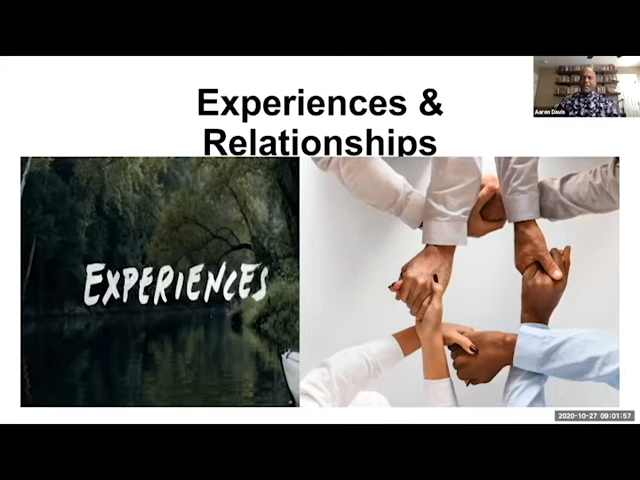 Experiences &
Relationships
EXPERIENCES
Aaron Davis
2020-10-27 09:01:57